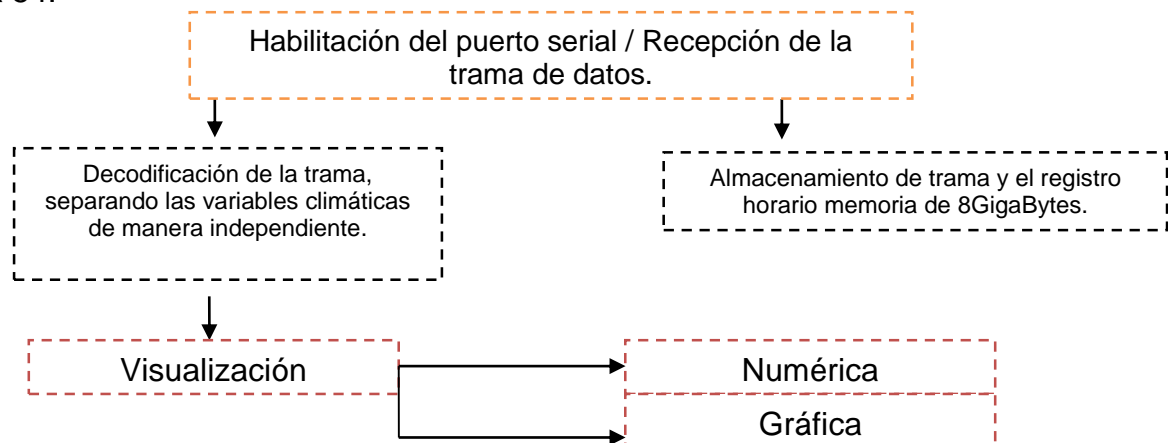 Habilitación del puerto serial / Recepción de la
trama de datos.
Decodificación de la trama,
separando las variables climáticas
de manera independiente.
Almacenamiento de trama y el registro
horario memoria de 8GigaBytes.
Visualización
Numérica
Gráfica